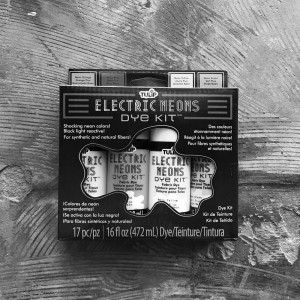 TULIP
ELECTRIC NEONS
DYE KIT™
Shocking neon colors!
Black light reactive!
For synthetic and natural fibers!
Des couleurs
étonnamment néon!
Réagit à la lumière noire!
Pour fibres synthétiques
et naturelles!
ELECTRIC NEONS
DYE KIT
Fabric Dye
¡Colores de neon
sorprendentes!
¡Se activa con la luz negra!
¡Para fibras sintéticas y naturales!
Dye Kit
Kit de Teinture
Kit de Tintura
17 pc/pz | 16 fl oz (472 mL) Dye/Teinture/Tintura